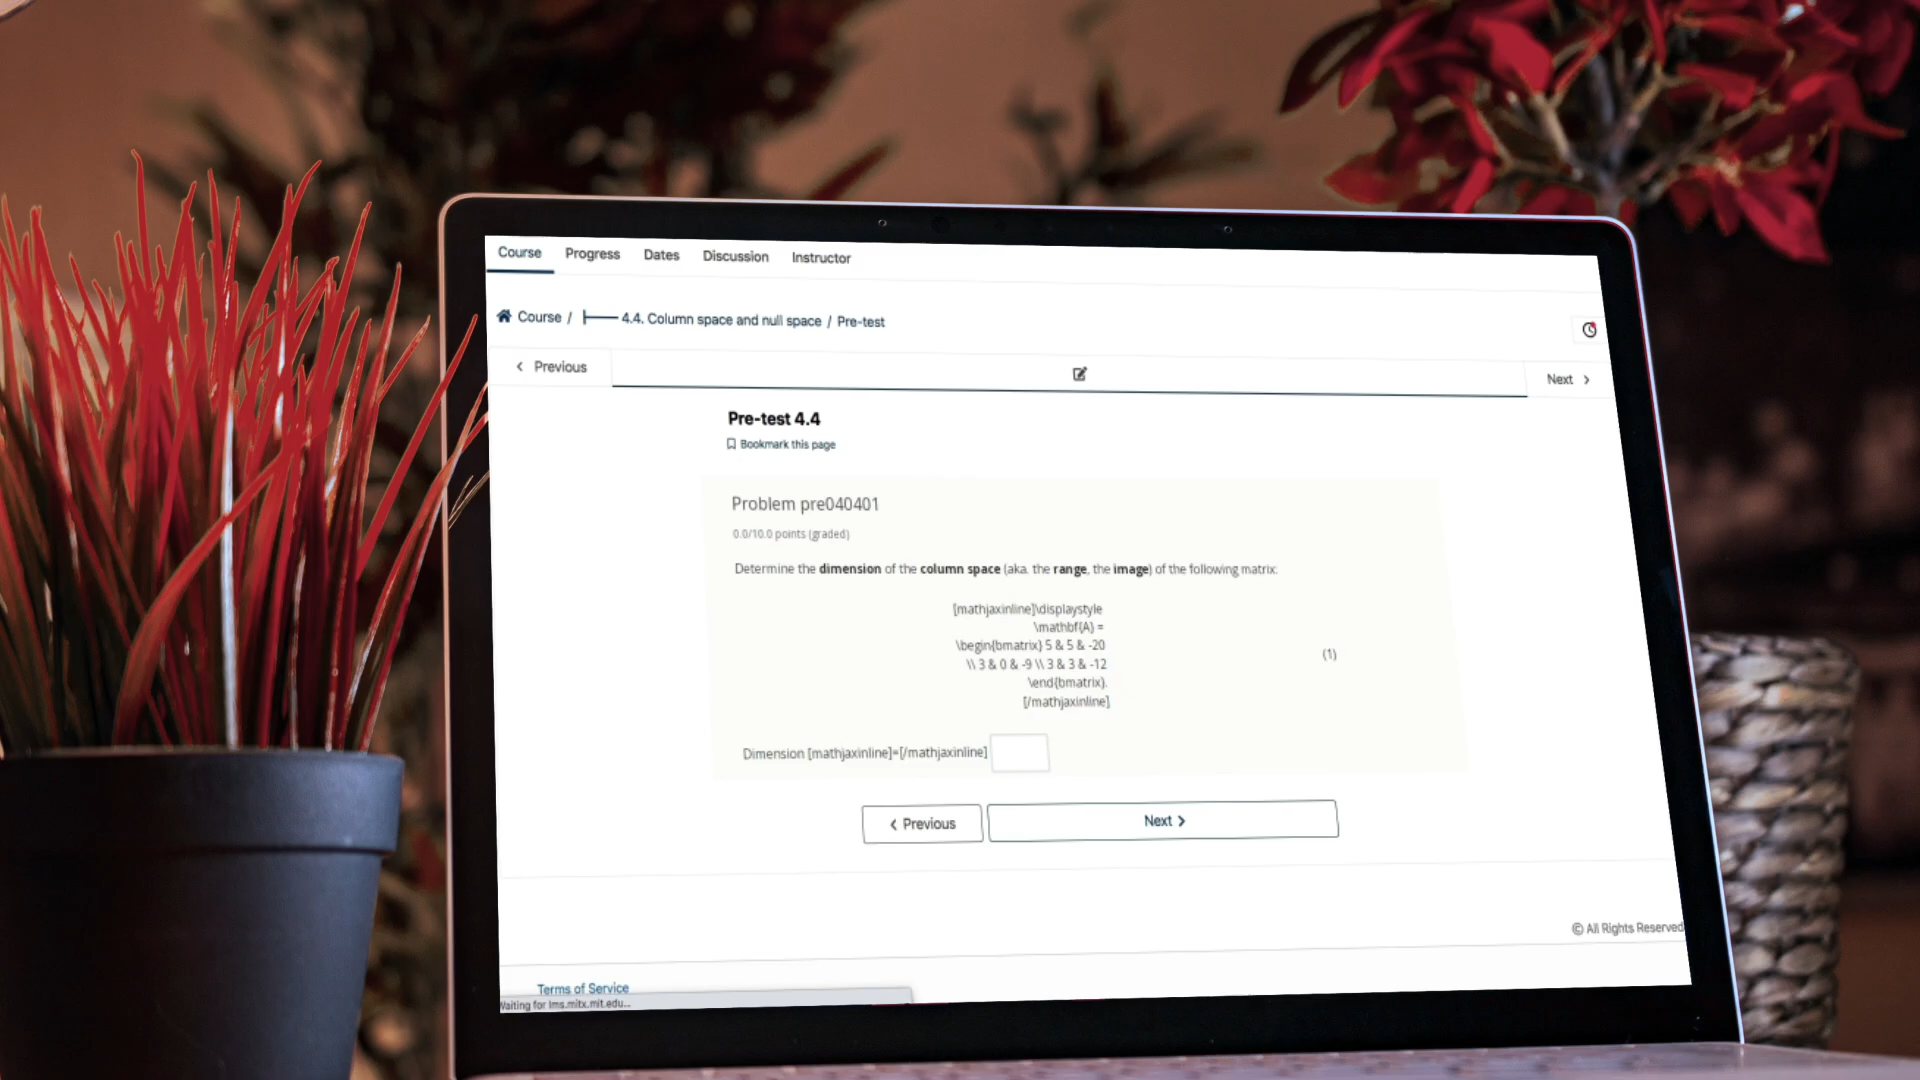 Course Progress Dates Discussion Instructor
Course / 4.4. Column space and null space / Pre-test
Previous
Next
Pre-test 4.4
Bookmark this page
Problem pre040401
0.0/10.0 points (graded)
Determine the dimension of the column space (aka. the range, the image) of the following matrix:
[mathjaxinline]\displaystyle
\mathbf{A} =
\begin{bmatrix} 5 & 5 & -20
\\ 3 & 0 & -9 \\ 3 & 3 & -12
\end{bmatrix}.
[/mathjaxinline]
(1)
Dimension [mathjaxinline]=[/mathjaxinline]
Previous
Next
© All Rights Reserved
Terms of Service
Waiting for lms.mitx.mit.edu...